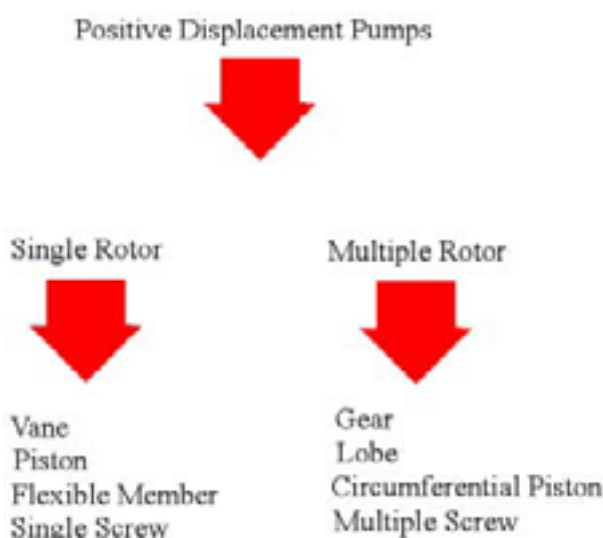 Positive Displacement Pumps
Single Rotor
Multiple Rotor
Vane
Piston
Flexible Member
Single Screw
Gear
Lobe
Circumferential Piston
Multiple Screw